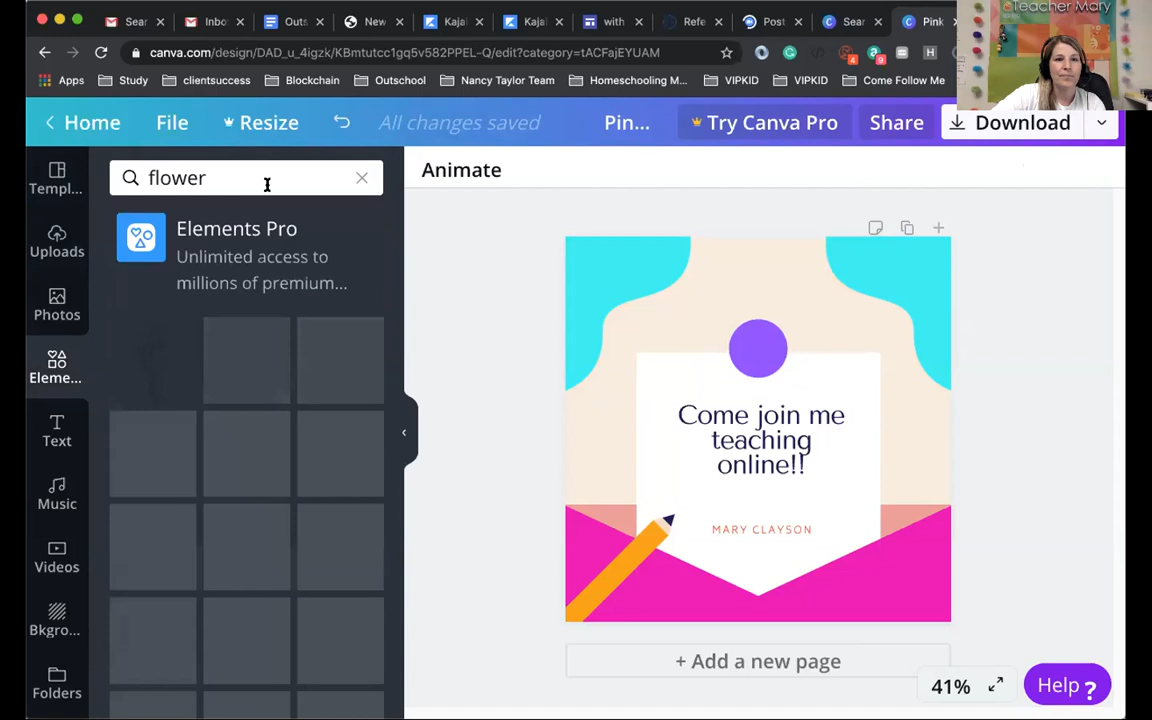 Sear
Inbo
Outs
New
Kajal
Kajal
with
Refe
Post
Sear
Pink
Teacher Mary
canva.com/design/DAD_u_4igzk/KBmtutcc1gq5v582PPEL-Q/edit?category=tACFajEYUAM
4
9
H
Apps
Study
clientsuccess
Blockchain
Outschool
Nancy Taylor Team
Homeschooling M...
VIPKID
VIPKID
Come Follow Me
Home
File
Resize
All changes saved
Pin...
Try Canva Pro
Share
Download
Templ...
Uploads
Photos
Eleme...
Text
Music
Videos
Bkgro...
Folders
flower
Elements Pro
Unlimited access to
millions of premium...
Animate
Come join me
teaching
online!!
MARY CLAYSON
+ Add a new page
41%
Help ?